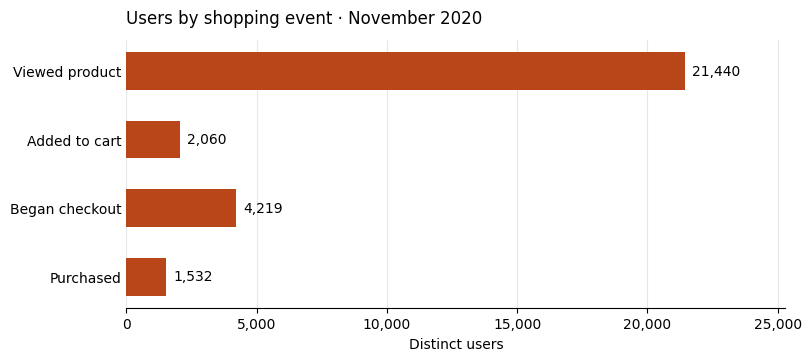 Users by shopping event · November 2020
Viewed product 21,440
Added to cart 2,060
Began checkout 4,219
Purchased 1,532
0 5,000 10,000 15,000 20,000 25,000
Distinct users